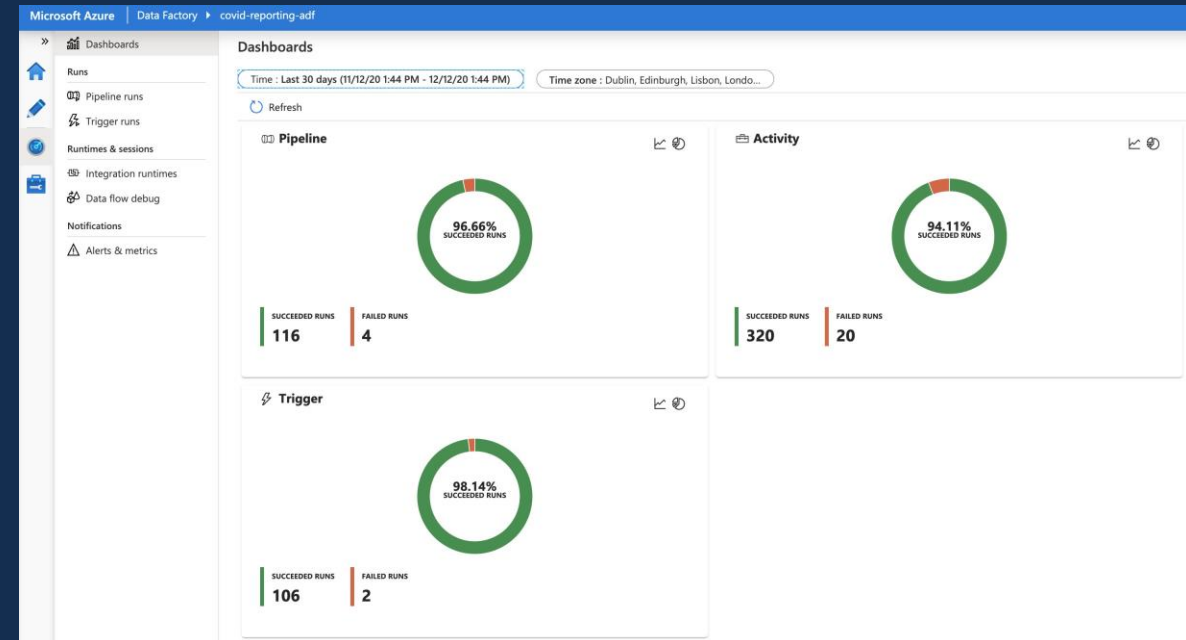 Microsoft Azure Data Factory covid-reporting-adf
»
Dashboards
Runs
Pipeline runs
Trigger runs
Runtimes & sessions
Integration runtimes
Data flow debug
Notifications
Alerts & metrics
Dashboards
Time : Last 30 days (11/12/20 1:44 PM - 12/12/20 1:44 PM) Time zone : Dublin, Edinburgh, Lisbon, Londo...
Refresh
Pipeline
96.66%
SUCCEEDED RUNS
SUCCEEDED RUNS FAILED RUNS
116 4
Activity
94.11%
SUCCEEDED RUNS
SUCCEEDED RUNS FAILED RUNS
320 20
Trigger
98.14%
SUCCEEDED RUNS
SUCCEEDED RUNS FAILED RUNS
106 2